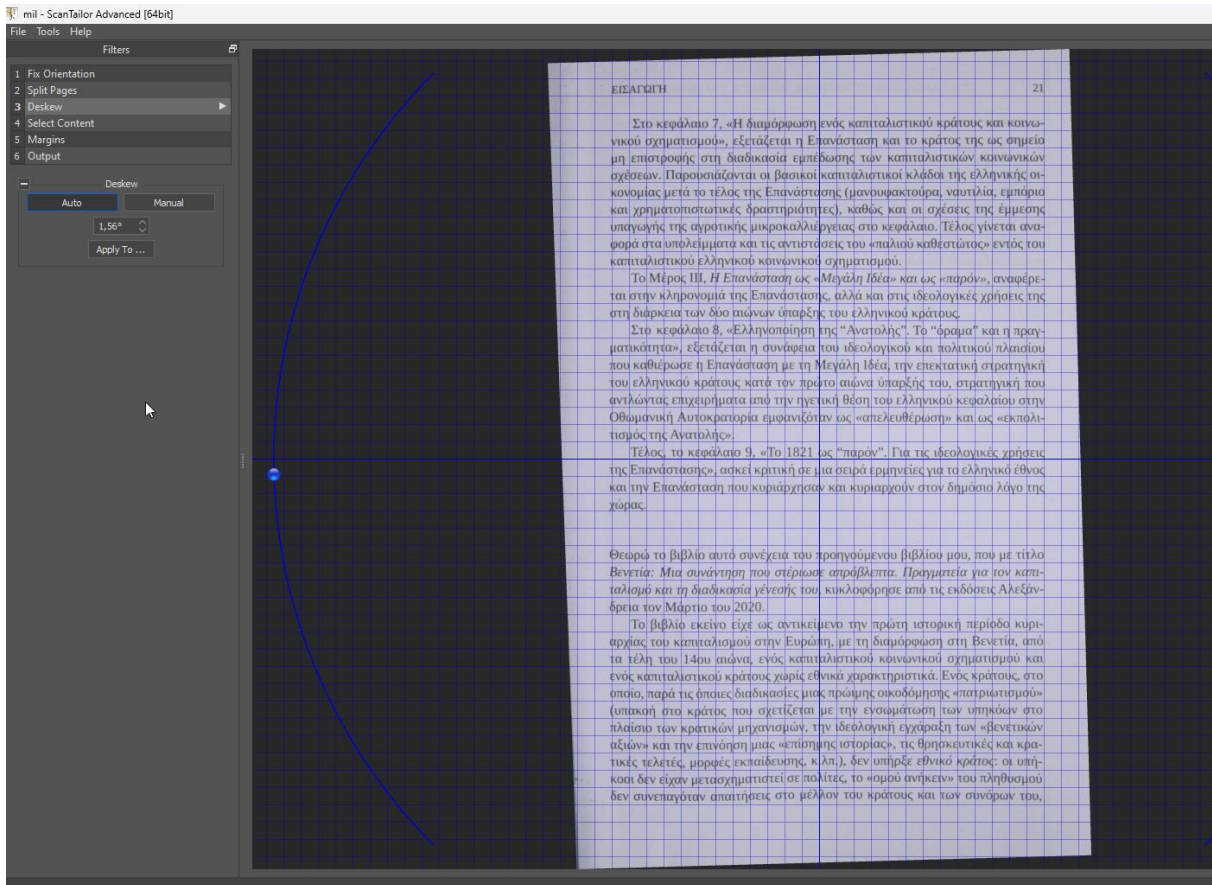 mil - ScanTailor Advanced [64bit]
File Tools Help
Filters
1 Fix Orientation
2 Split Pages
3 Deskew
4 Select Content
5 Margins
6 Output
Deskew
Auto Manual
1,56°
Apply To ...
ΕΙΣΑΓΩΓΗ 21
Στο κεφάλαιο 7, «Η διαμόρφωση ενός καπιταλιστικού κράτους και κοινω-
νικού σχηματισμού», εξετάζεται η Επανάσταση και το κράτος της ως σημείο
μη επιστροφής στη διαδικασία εμπέδωσης των καπιταλιστικών κοινωνικών
σχέσεων. Παρουσιάζονται οι βασικοί καπιταλιστικοί κλάδοι της ελληνικής οι-
κονομίας μετά το τέλος της Επανάστασης (μανουφακτούρα, ναυτιλία, εμπόριο
και χρηματοπιστωτικές δραστηριότητες), καθώς και οι σχέσεις της έμμεσης
υπαγωγής της αγροτικής μικροκαλλιέργειας στο κεφάλαιο. Τέλος γίνεται ανα-
φορά στα υπολείμματα και τις αντιστάσεις του «παλιού καθεστώτος» εντός του
καπιταλιστικού ελληνικού κοινωνικού σχηματισμού.
Το Μέρος ΙΙΙ, Η Επανάσταση ως «Μεγάλη Ιδέα» και ως «παρόν», αναφέρε-
ται στην κληρονομιά της Επανάστασης, αλλά και στις ιδεολογικές χρήσεις της
στη διάρκεια των δύο αιώνων ύπαρξης του ελληνικού κράτους.
Στο κεφάλαιο 8, «Ελληνοποίηση της “Ανατολής”. Το “όραμα” και η πραγ-
ματικότητα», εξετάζεται η συνάφεια του ιδεολογικού και πολιτικού πλαισίου
που καθιέρωσε η Επανάσταση με τη Μεγάλη Ιδέα, την επεκτατική στρατηγική
του ελληνικού κράτους κατά τον πρώτο αιώνα ύπαρξής του, στρατηγική που
αντλώντας επιχειρήματα από την ηγετική θέση του ελληνικού κεφαλαίου στην
Οθωμανική Αυτοκρατορία εμφανιζόταν ως «απελευθέρωση» και ως «εκπολι-
τισμός της Ανατολής».
Τέλος, το κεφάλαιο 9, «Το 1821 ως “παρόν”. Για τις ιδεολογικές χρήσεις
της Επανάστασης», ασκεί κριτική σε μια σειρά ερμηνείες για το ελληνικό έθνος
και την Επανάσταση που κυριάρχησαν και κυριαρχούν στον δημόσιο λόγο της
χώρας.
Θεωρώ το βιβλίο αυτό συνέχεια του προηγούμενου βιβλίου μου, που με τίτλο
Βενετία: Μια συνάντηση που στέριωσε απρόβλεπτα. Πραγματεία για τον καπι-
ταλισμό και τη διαδικασία γένεσής του, κυκλοφόρησε από τις εκδόσεις Αλεξάν-
δρεια τον Μάρτιο του 2020.
Το βιβλίο εκείνο είχε ως αντικείμενο την πρώτη ιστορική περίοδο κυρι-
αρχίας του καπιταλισμού στην Ευρώπη, με τη διαμόρφωση στη Βενετία, από
τα τέλη του 14ου αιώνα, ενός καπιταλιστικού κοινωνικού σχηματισμού και
ενός καπιταλιστικού κράτους χωρίς εθνικά χαρακτηριστικά. Ενός κράτους, στο
οποίο, παρά τις όποιες διαδικασίες μιας πρώιμης οικοδόμησης «πατριωτισμού»
(υπακοή στο κράτος που σχετίζεται με την ενσωμάτωση των υπηκόων στο
πλαίσιο των κρατικών μηχανισμών, την ιδεολογική εγχάραξη των «βενετικών
αξιών» και την επινόηση μιας «επίσημης ιστορίας», τις θρησκευτικές και κρα-
τικές τελετές, μορφές εκπαίδευσης, κ.λπ.), δεν υπήρξε εθνικό κράτος: οι υπή-
κοοι δεν είχαν μετασχηματιστεί σε πολίτες, το «ομού ανήκειν» του πληθυσμού
δεν συνεπαγόταν απαιτήσεις στο μέλλον του κράτους και των συνόρων του,